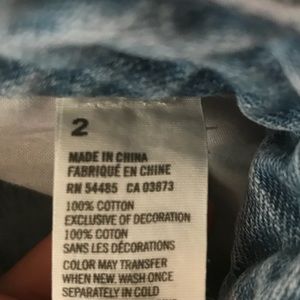 2
MADE IN CHINA
FABRIQUÉ EN CHINE
RN 54485 CA 03873
100% COTTON
EXCLUSIVE OF DECORATION
100% COTON
SANS LES DÉCORATIONS
COLOR MAY TRANSFER
WHEN NEW. WASH ONCE
SEPARATELY IN COLD